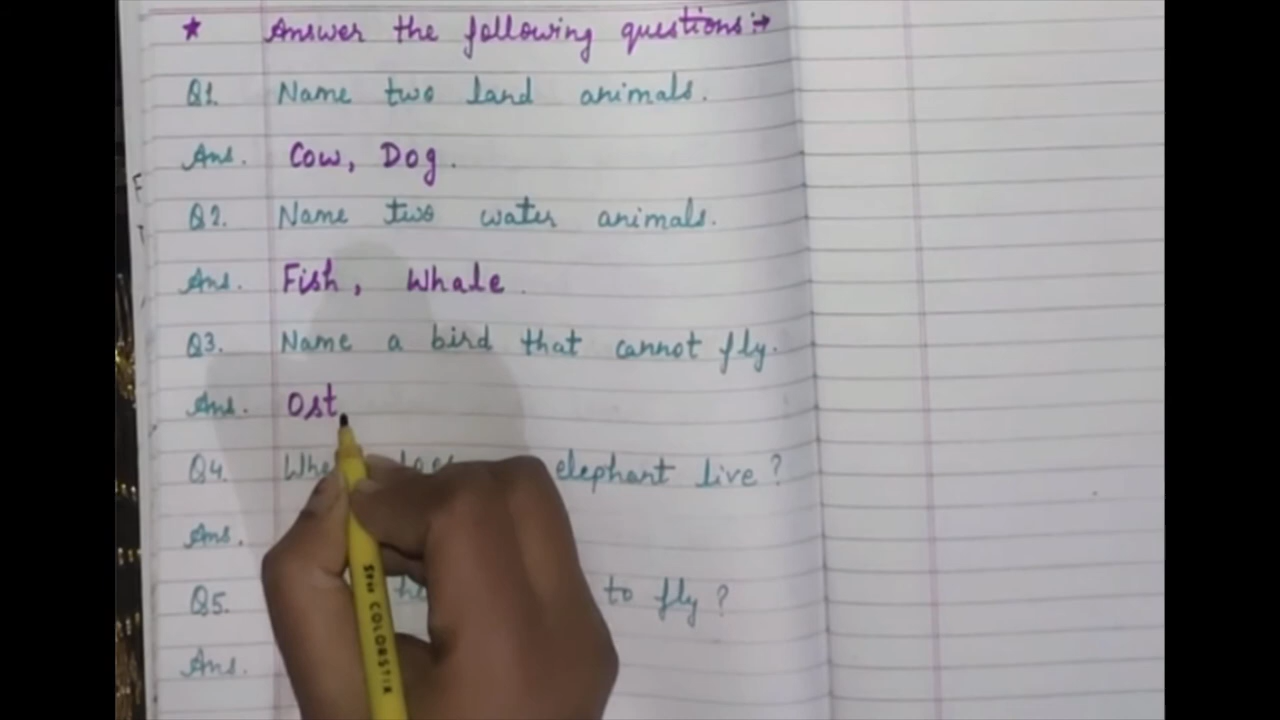 ★ Answer the following questions :→
Q1. Name two land animals.
Ans. Cow, Dog.
Q2. Name two water animals.
Ans. Fish, Whale.
Q3. Name a bird that cannot fly.
Ans. Ost
Q4. elephant live?
Ans.
Q5. to fly?
Ans.
COLORSTIX